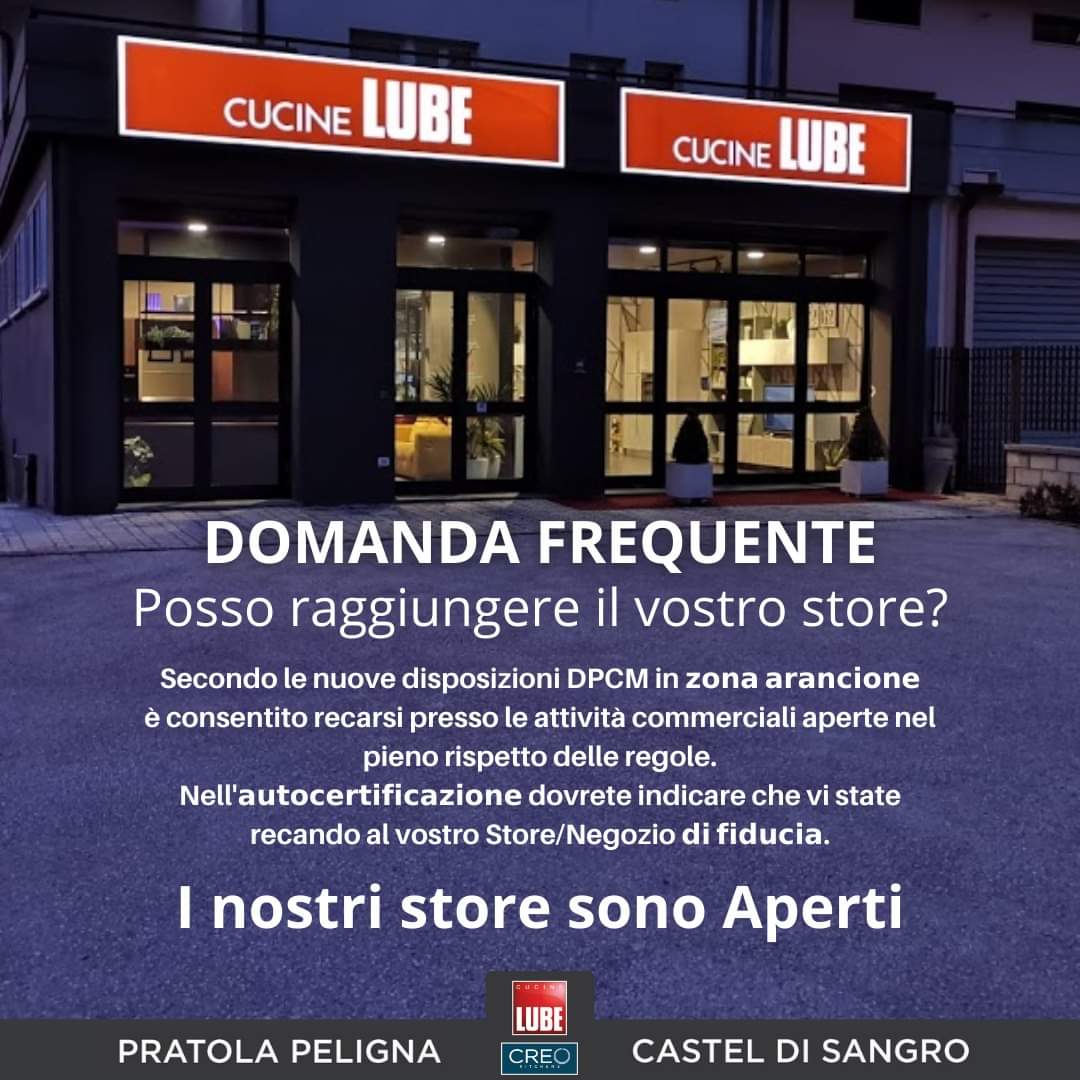 CUCINE LUBE
CUCINE LUBE
DOMANDA FREQUENTE
Posso raggiungere il vostro store?
Secondo le nuove disposizioni DPCM in zona arancione
è consentito recarsi presso le attività commerciali aperte nel
pieno rispetto delle regole.
Nell'autocertificazione dovrete indicare che vi state
recando al vostro Store/Negozio di fiducia.
I nostri store sono Aperti
CUCINE
LUBE
CREO
KITCHENS
PRATOLA PELIGNA
CASTEL DI SANGRO